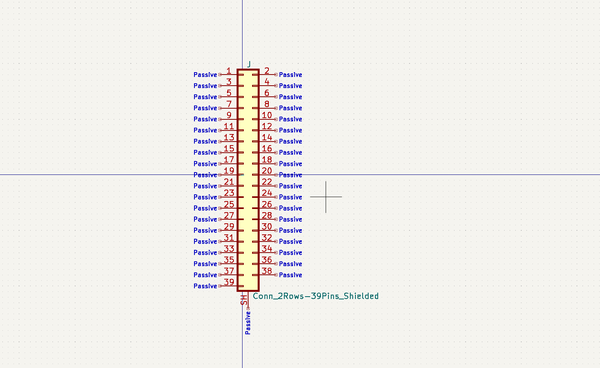 J
Passive 1 2 Passive
Passive 3 4 Passive
Passive 5 6 Passive
Passive 7 8 Passive
Passive 9 10 Passive
Passive 11 12 Passive
Passive 13 14 Passive
Passive 15 16 Passive
Passive 17 18 Passive
Passive 19 20 Passive
Passive 21 22 Passive
Passive 23 24 Passive
Passive 25 26 Passive
Passive 27 28 Passive
Passive 29 30 Passive
Passive 31 32 Passive
Passive 33 34 Passive
Passive 35 36 Passive
Passive 37 38 Passive
Passive 39
SH
Conn_2Rows-39Pins_Shielded
Passive